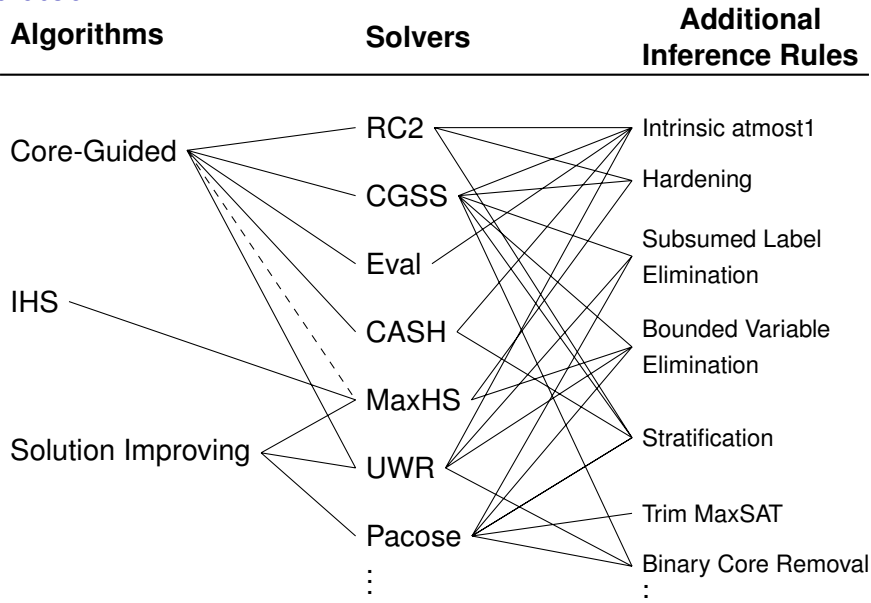 Algorithms
Solvers
Additional
Inference Rules
Core-Guided
IHS
Solution Improving
RC2
CGSS
Eval
CASH
MaxHS
UWR
Pacose
⋮
Intrinsic atmost1
Hardening
Subsumed Label
Elimination
Bounded Variable
Elimination
Stratification
Trim MaxSAT
Binary Core Removal
⋮